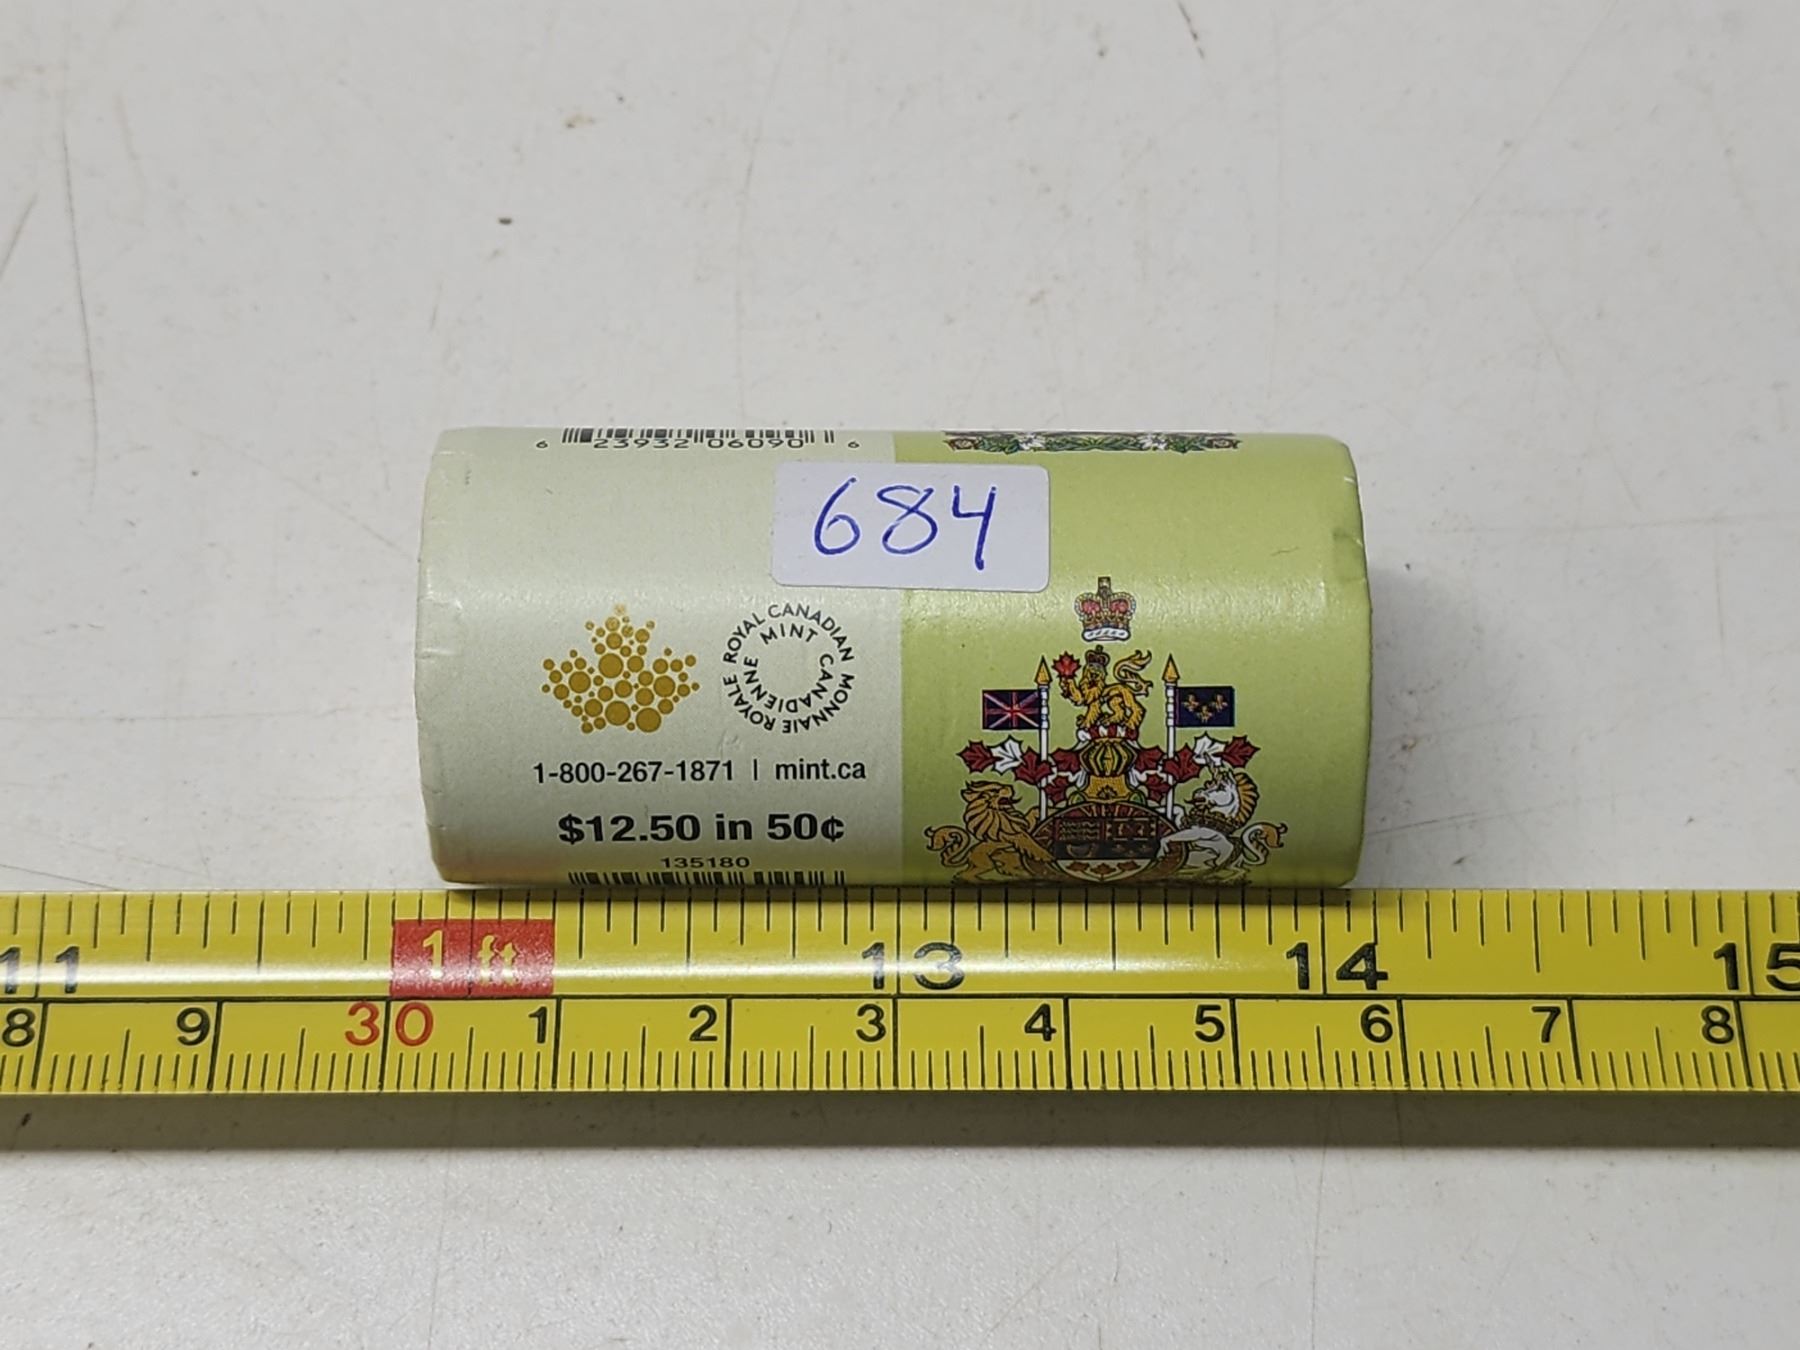 6 23932 06090 6
684
ROYAL CANADIAN MINT
MONNAIE ROYALE CANADIENNE
1-800-267-1871 | mint.ca
$12.50 in 50¢
135180
11 1 ft 13 14 15
8 9 30 1 2 3 4 5 6 7 8